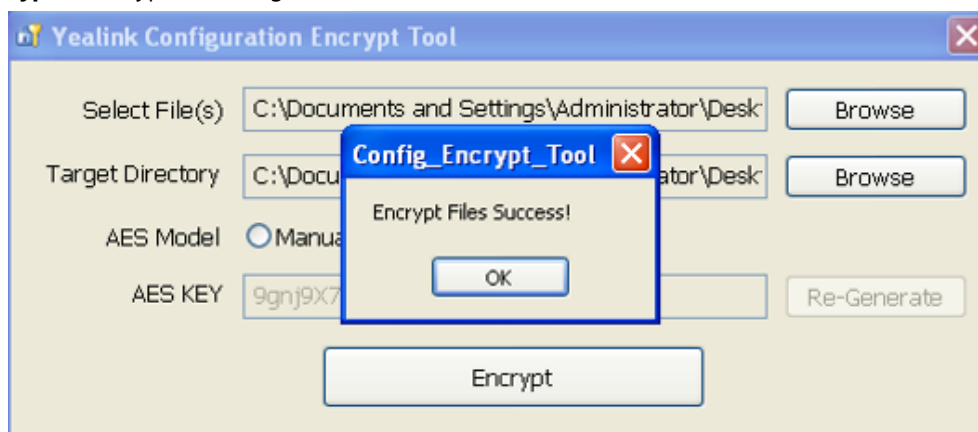 Yealink Configuration Encrypt Tool
Select File(s) C:\Documents and Settings\Administrator\Desk Browse
Config_Encrypt_Tool
Target Directory C:\Docu ator\Desk Browse
Encrypt Files Success!
AES Model Manua
OK
AES KEY 9gnj9X7 Re-Generate
Encrypt